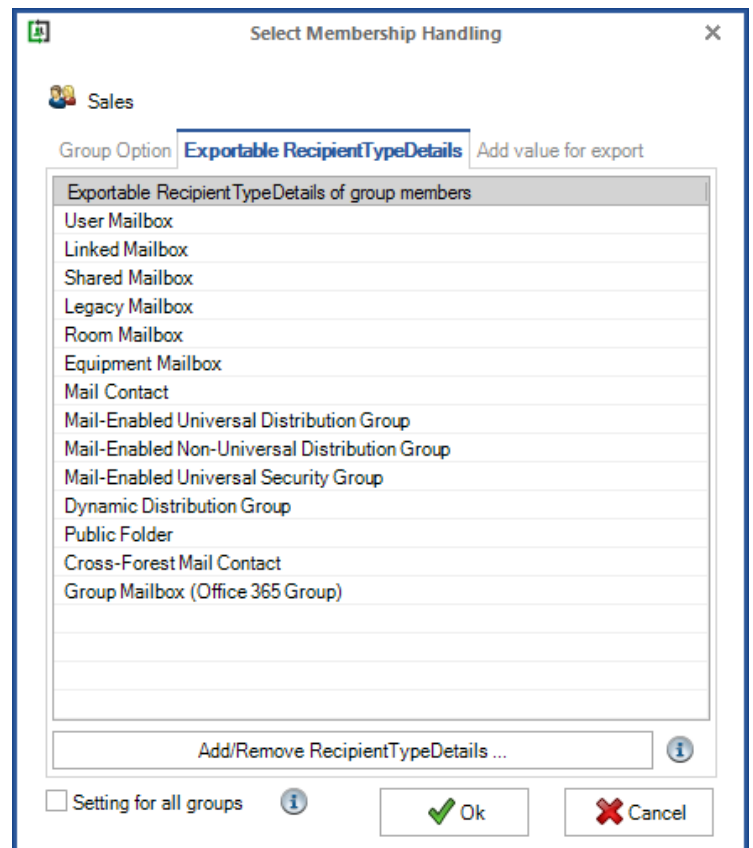 Select Membership Handling
Sales
Group Option Exportable RecipientTypeDetails Add value for export
Exportable RecipientTypeDetails of group members
User Mailbox
Linked Mailbox
Shared Mailbox
Legacy Mailbox
Room Mailbox
Equipment Mailbox
Mail Contact
Mail-Enabled Universal Distribution Group
Mail-Enabled Non-Universal Distribution Group
Mail-Enabled Universal Security Group
Dynamic Distribution Group
Public Folder
Cross-Forest Mail Contact
Group Mailbox (Office 365 Group)
Add/Remove RecipientTypeDetails ...
Setting for all groups Ok Cancel